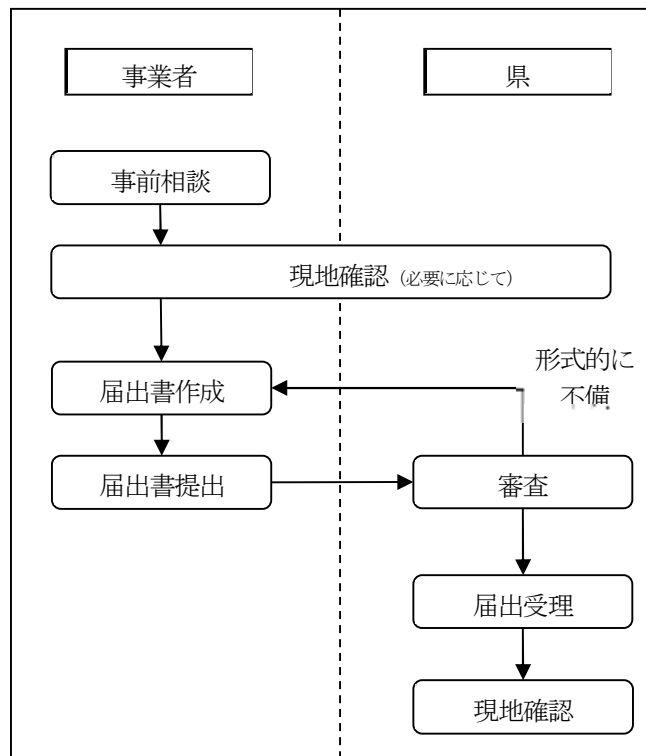 事業者
県
事前相談
現地確認（必要に応じて）
届出書作成
形式的に
不備
届出書提出
審査
届出受理
現地確認